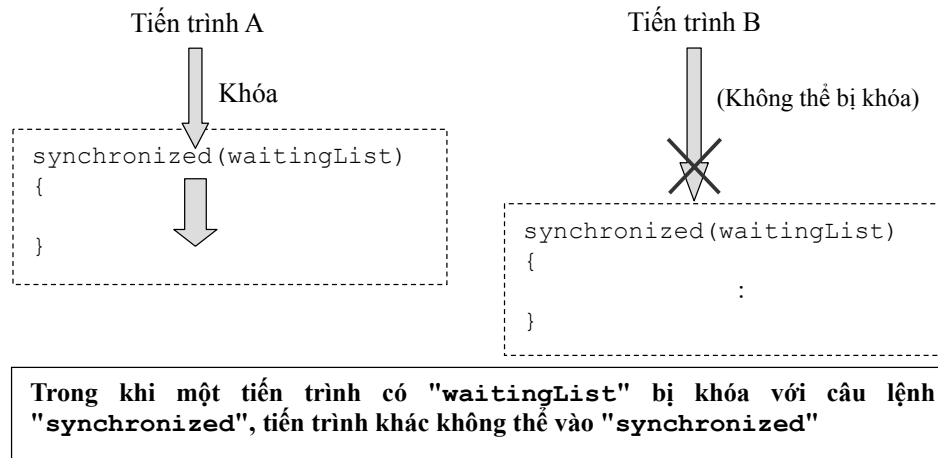 Tiến trình A
Khóa
synchronized(waitingList)
{
}
Tiến trình B
(Không thể bị khóa)
synchronized(waitingList)
{
:
}
Trong khi một tiến trình có "waitingList" bị khóa với câu lệnh
"synchronized", tiến trình khác không thể vào "synchronized"